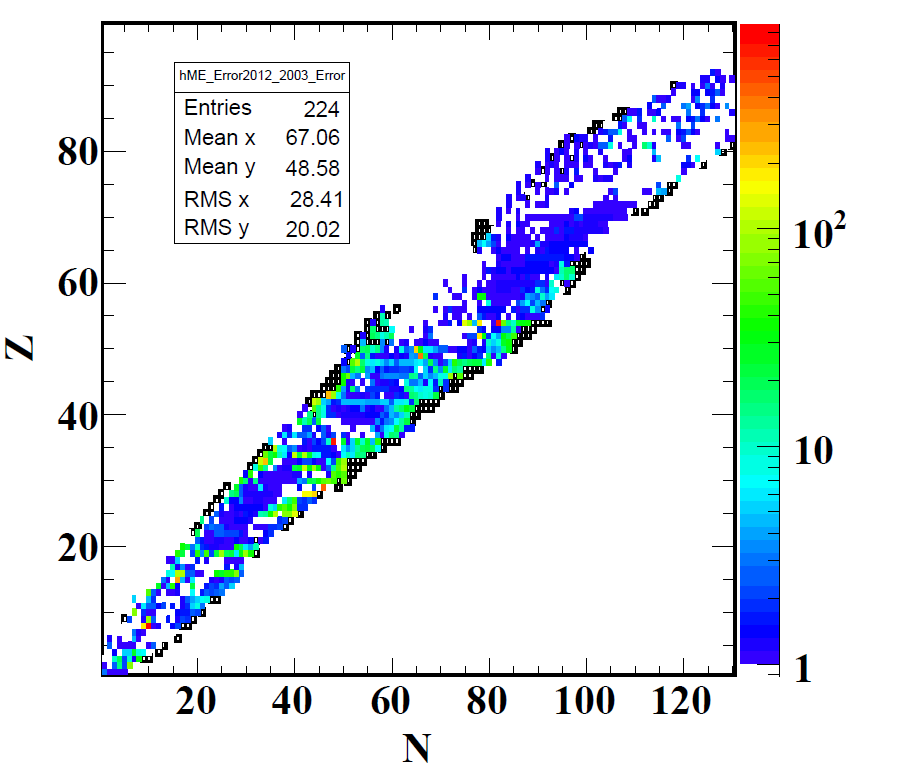 hME_Error2012_2003_Error
Entries 224
Mean x 67.06
Mean y 48.58
RMS x 28.41
RMS y 20.02
80
60
40
20
Z
20 40 60 80 100 120
N
10²
10
1